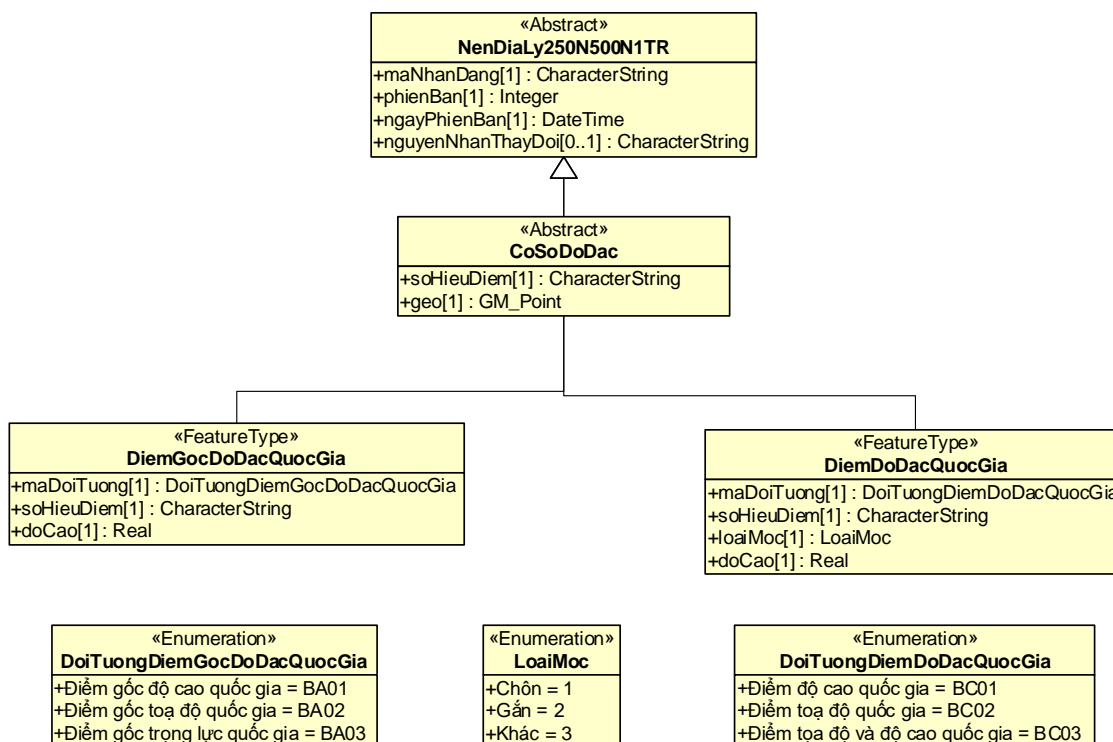 «Abstract»
NenDiaLy250N500N1TR
+maNhanDang[1] : CharacterString
+phienBan[1] : Integer
+ngayPhienBan[1] : DateTime
+nguyenNhanThayDoi[0..1] : CharacterString
«Abstract»
CoSoDoDac
+soHieuDiem[1] : CharacterString
+geo[1] : GM_Point
«FeatureType»
DiemGocDoDacQuocGia
+maDoiTuong[1] : DoiTuongDiemGocDoDacQuocGia
+soHieuDiem[1] : CharacterString
+doCao[1] : Real
«FeatureType»
DiemDoDacQuocGia
+maDoiTuong[1] : DoiTuongDiemDoDacQuocGia
+soHieuDiem[1] : CharacterString
+loaiMoc[1] : LoaiMoc
+doCao[1] : Real
«Enumeration»
DoiTuongDiemGocDoDacQuocGia
+Điểm gốc độ cao quốc gia = BA01
+Điểm gốc toạ độ quốc gia = BA02
+Điểm gốc trọng lực quốc gia = BA03
«Enumeration»
LoaiMoc
+Chôn = 1
+Gắn = 2
+Khác = 3
«Enumeration»
DoiTuongDiemDoDacQuocGia
+Điểm độ cao quốc gia = BC01
+Điểm toạ độ quốc gia = BC02
+Điểm tọa độ và độ cao quốc gia = BC03